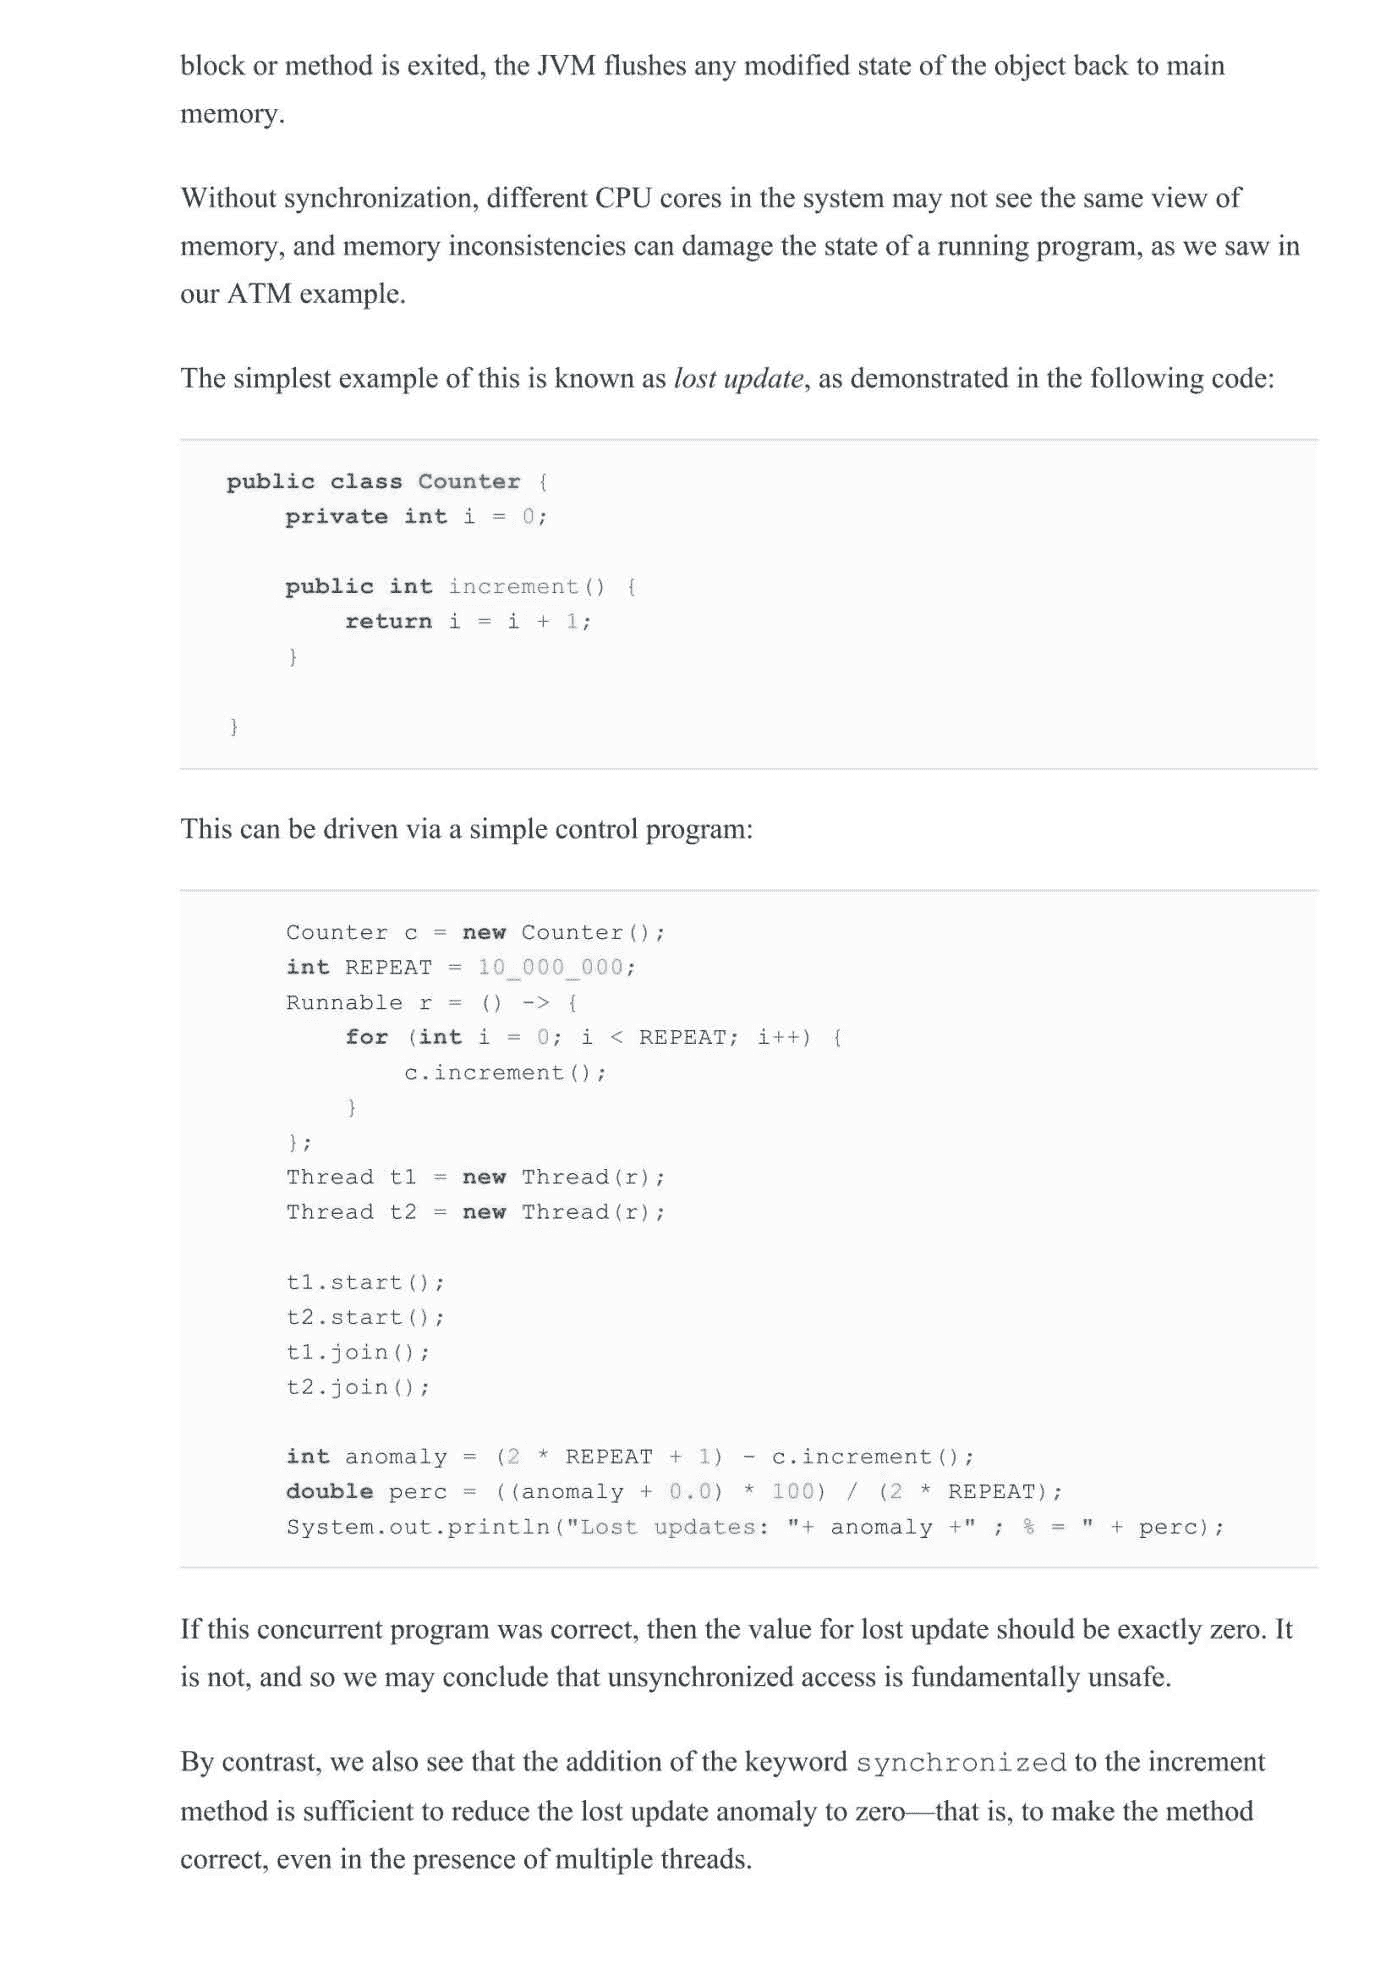 block or method is exited, the JVM flushes any modified state of the object back to main
memory.
Without synchronization, different CPU cores in the system may not see the same view of
memory, and memory inconsistencies can damage the state of a running program, as we saw in
our ATM example.
The simplest example of this is known as lost update, as demonstrated in the following code:
public class Counter {
    private int i = 0;
    public int increment() {
        return i = i + 1;
    }
}
This can be driven via a simple control program:
Counter c = new Counter();
int REPEAT = 10_000_000;
Runnable r = () -> {
    for (int i = 0; i < REPEAT; i++) {
        c.increment();
    }
};
Thread t1 = new Thread(r);
Thread t2 = new Thread(r);
t1.start();
t2.start();
t1.join();
t2.join();
int anomaly = (2 * REPEAT + 1) - c.increment();
double perc = ((anomaly + 0.0) * 100) / (2 * REPEAT);
System.out.println("Lost updates: "+ anomaly +" ; % = " + perc);
If this concurrent program was correct, then the value for lost update should be exactly zero. It
is not, and so we may conclude that unsynchronized access is fundamentally unsafe.
By contrast, we also see that the addition of the keyword synchronized to the increment
method is sufficient to reduce the lost update anomaly to zero—that is, to make the method
correct, even in the presence of multiple threads.